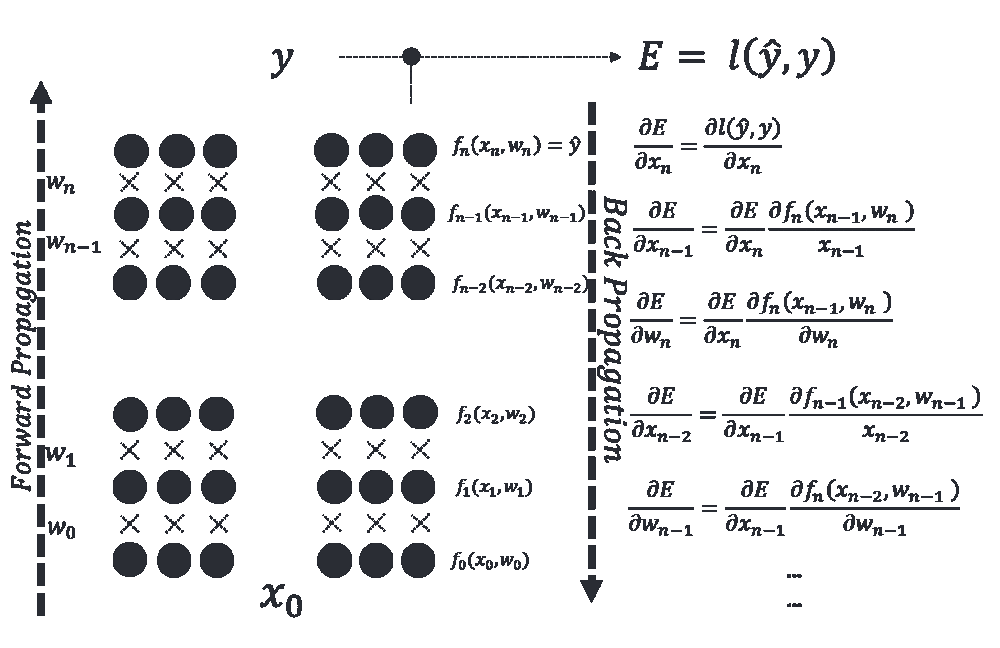 y
E = l(ŷ, y)
Forward Propagation
w_n
w_{n-1}
w_1
w_0
x_0
f_n(x_n, w_n) = ŷ
f_{n-1}(x_{n-1}, w_{n-1})
f_{n-2}(x_{n-2}, w_{n-2})
f_2(x_2, w_2)
f_1(x_1, w_1)
f_0(x_0, w_0)
Back Propagation
∂E/∂x_n = ∂l(ŷ, y)/∂x_n
∂E/∂x_{n-1} = ∂E/∂x_n ∂f_n(x_{n-1}, w_n)/x_{n-1}
∂E/∂w_n = ∂E/∂x_n ∂f_n(x_{n-1}, w_n)/∂w_n
∂E/∂x_{n-2} = ∂E/∂x_{n-1} ∂f_{n-1}(x_{n-2}, w_{n-1})/x_{n-2}
∂E/∂w_{n-1} = ∂E/∂x_{n-1} ∂f_n(x_{n-2}, w_{n-1})/∂w_{n-1}
...
...